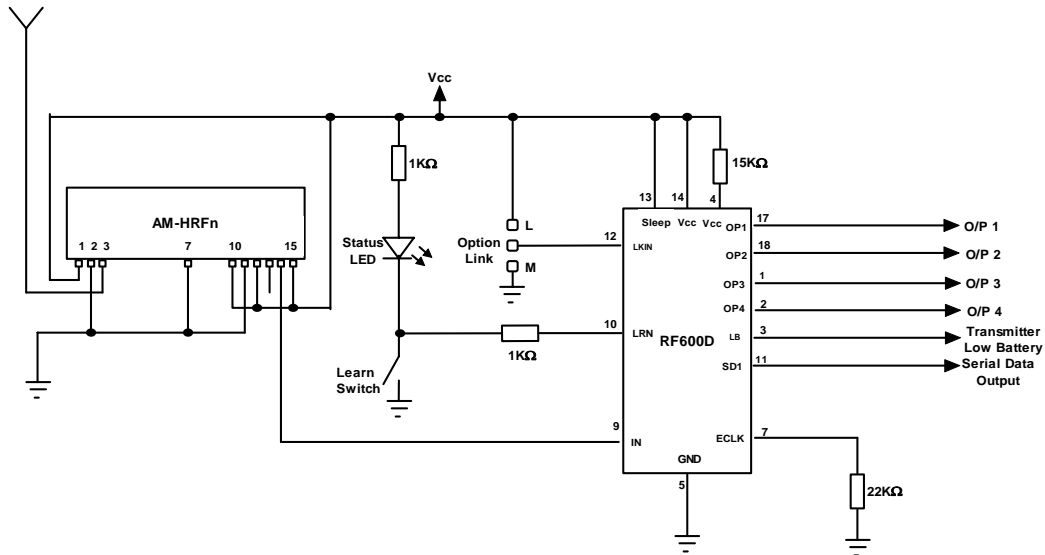 Vcc
1KΩ
15KΩ
13
14
4
AM-HRFn
1 2 3
7
10
15
Status
LED
Option
Link
L
M
12
Sleep
Vcc
Vcc
LKIN
OP1
17
O/P 1
OP2
18
O/P 2
OP3
1
O/P 3
OP4
2
O/P 4
10
LRN
RF600D
LB
3
Transmitter
Low Battery
1KΩ
SD1
11
Serial Data
Output
Learn
Switch
9
IN
ECLK
7
GND
5
22KΩ